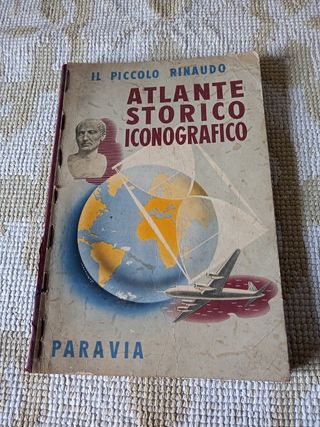 IL PICCOLO RINAUDO
ATLANTE
STORICO
ICONOGRAFICO
PARAVIA